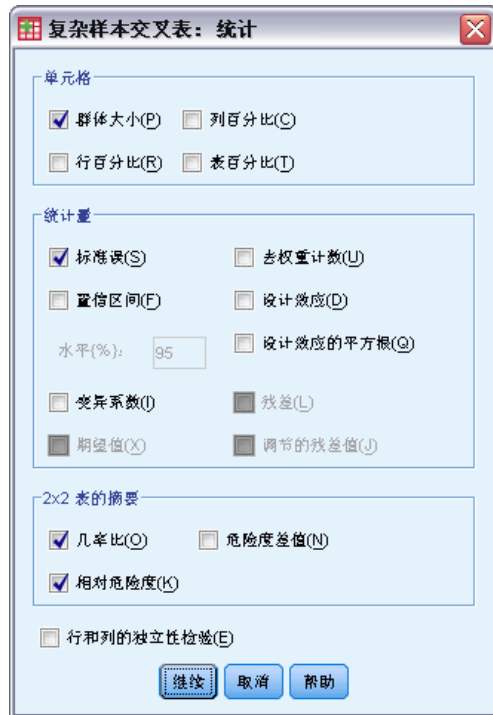 复杂样本交叉表：统计
单元格
群体大小(P) 列百分比(C)
行百分比(R) 表百分比(T)
统计量
标准误(S) 去权重计数(U)
置信区间(F) 设计效应(D)
水平{%}： 95 设计效应的平方根(Q)
变异系数(I) 残差(L)
期望值(X) 调节的残差值(J)
2x2 表的摘要
几率比(O) 危险度差值(N)
相对危险度(K)
行和列的独立性检验(E)
继续 取消 帮助